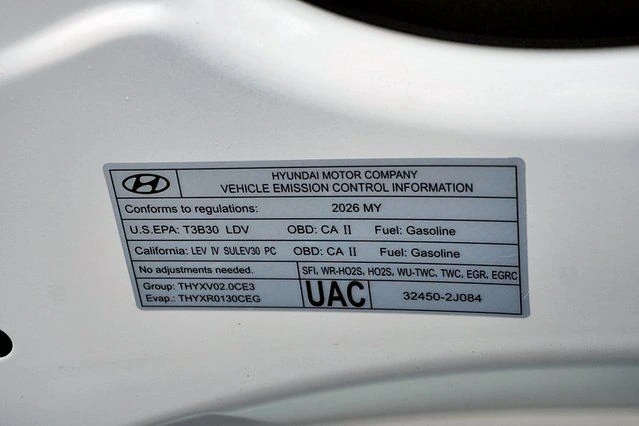 HYUNDAI MOTOR COMPANY
VEHICLE EMISSION CONTROL INFORMATION
Conforms to regulations: 2026 MY
U.S.EPA: T3B30 LDV OBD: CA II Fuel: Gasoline
California: LEV IV SULEV30 PC OBD: CA II Fuel: Gasoline
No adjustments needed. SFI, WR-HO2S, HO2S, WU-TWC, TWC, EGR, EGRC
Group: THYXV02.0CE3
Evap.: THYXR0130CEG
UAC
32450-2J084